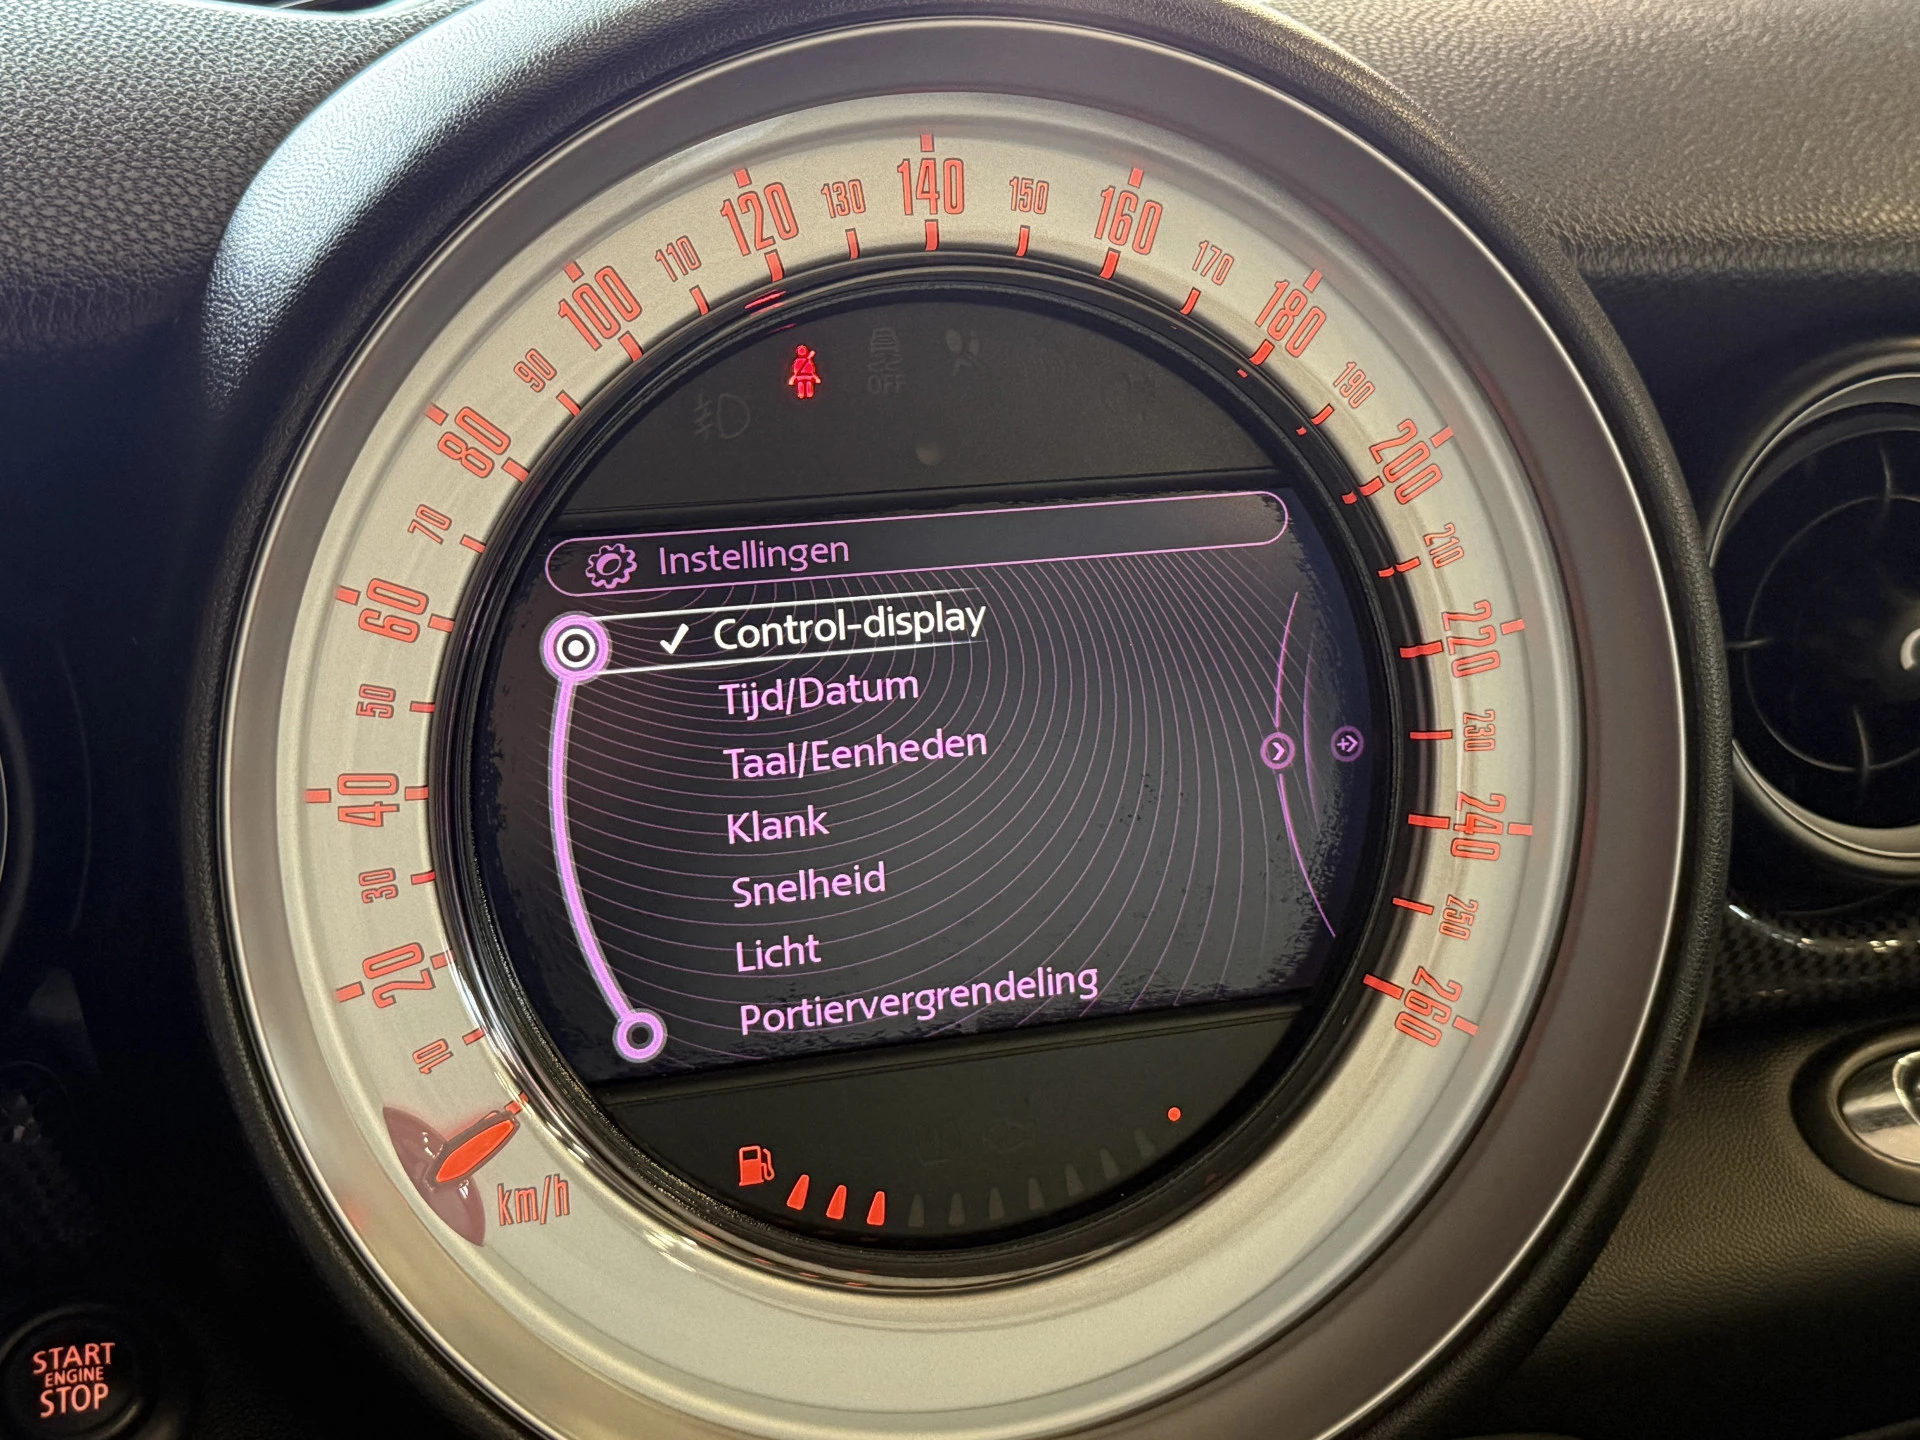 10
20
30
40
50
60
70
80
90
100
110
120
130
140
150
160
170
180
190
200
210
220
230
240
250
260
km/h
OFF
Instellingen
Control-display
Tijd/Datum
Taal/Eenheden
Klank
Snelheid
Licht
Portiervergrendeling
START
ENGINE
STOP